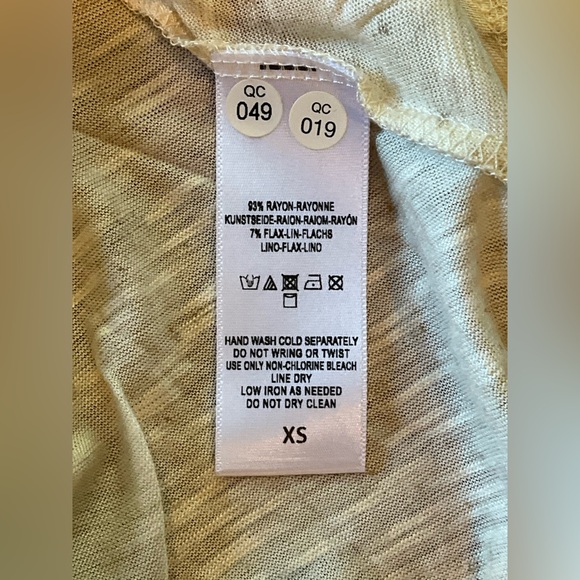 QC
049
QC
019
93% RAYON-RAYONNE
KUNSTSEIDE-RAION-RAIOM-RAYÓN
7% FLAX-LIN-FLACHS
LINO-FLAX-LINO
HAND WASH COLD SEPARATELY
DO NOT WRING OR TWIST
USE ONLY NON-CHLORINE BLEACH
LINE DRY
LOW IRON AS NEEDED
DO NOT DRY CLEAN
XS